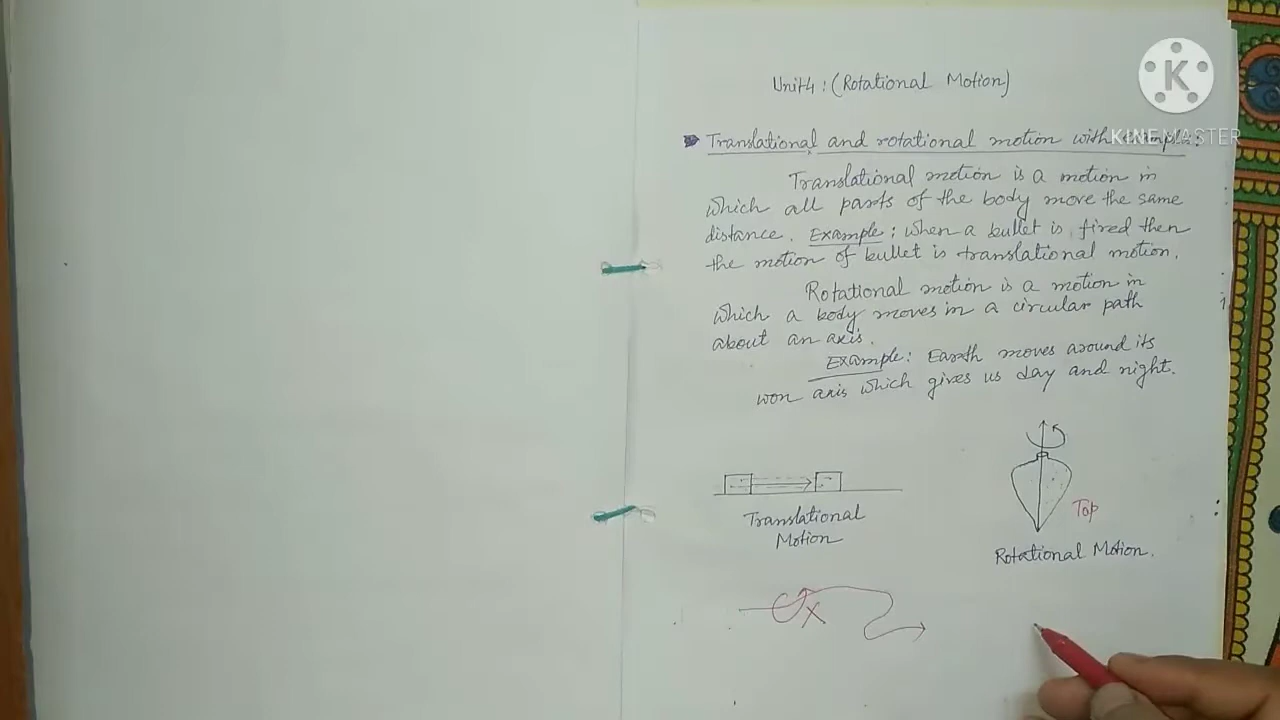 Unit4 : (Rotational Motion)
Translational and rotational motion with
KINEMASTER
Translational motion is a motion in
which all parts of the body move the same
distance. Example : when a bullet is fired then
the motion of bullet is translational motion.
Rotational motion is a motion in
which a body moves in a circular path
about an axis.
Example : Earth moves around its
won axis which gives us day and night.
Translational
Motion
Top
Rotational Motion.
X
K